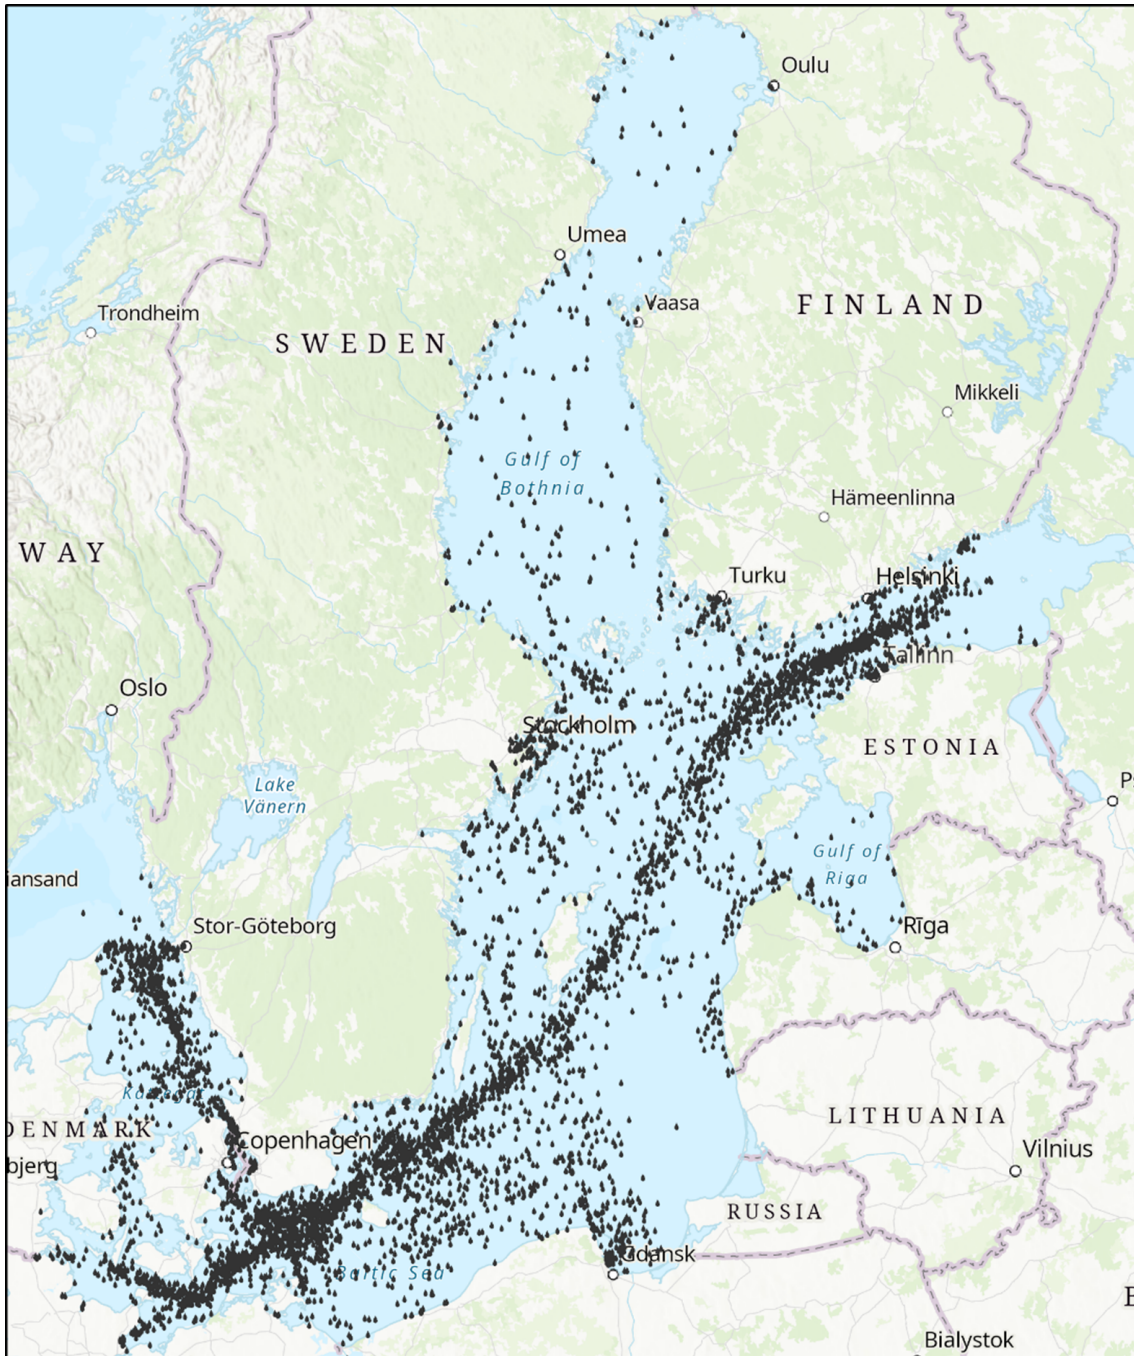 Oulu
Umea
Vaasa
Trondheim
FINLAND
SWEDEN
Mikkeli
Gulf of
Bothnia
Hämeenlinna
WAY
Turku
Helsinki
Tallinn
Oslo
Stockholm
ESTONIA
Lake
Vänern
P
Gulf of
Riga
iansand
Stor-Göteborg
Rīga
Kattegat
DENMARK
Copenhagen
LITHUANIA
bjerg
Vilnius
RUSSIA
Gdansk
Baltic Sea
E
Bialystok